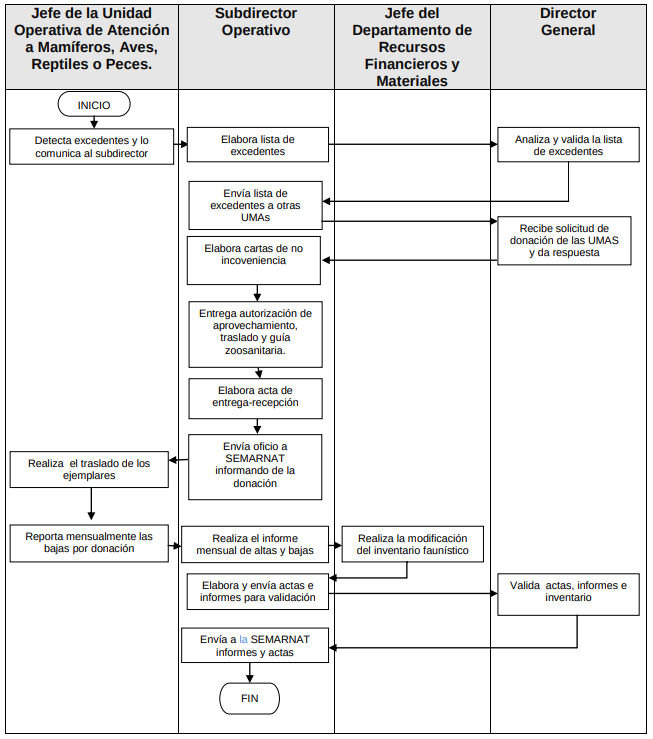 Jefe de la Unidad
Operativa de Atención
a Mamíferos, Aves,
Reptiles o Peces.
Subdirector
Operativo
Jefe del
Departamento de
Recursos
Financieros y
Materiales
Director
General
INICIO
Detecta excedentes y lo
comunica al subdirector
Elabora lista de
excedentes
Analiza y valida la lista
de excedentes
Envía lista de
excedentes a otras
UMAs
Recibe solicitud de
donación de las UMAS
y da respuesta
Elabora cartas de no
incoveniencia
Entrega autorización de
aprovechamiento,
traslado y guía
zoosanitaria.
Elabora acta de
entrega-recepción
Envía oficio a
SEMARNAT
informando de la
donación
Realiza el traslado de los
ejemplares
Reporta mensualmente las
bajas por donación
Realiza el informe
mensual de altas y bajas
Realiza la modificación
del inventario faunístico
Elabora y envía actas e
informes para validación
Valida actas, informes e
inventario
Envía a la SEMARNAT
informes y actas
FIN